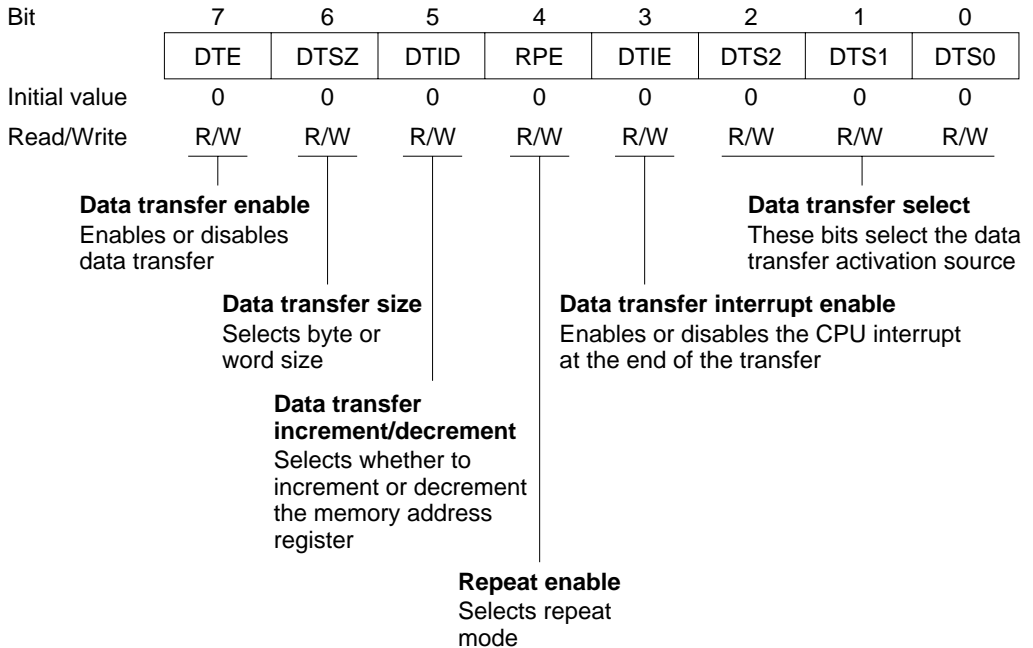 Bit 7 6 5 4 3 2 1 0
DTE DTSZ DTID RPE DTIE DTS2 DTS1 DTS0
Initial value 0 0 0 0 0 0 0 0
Read/Write R/W R/W R/W R/W R/W R/W R/W R/W
Data transfer enable
Enables or disables
data transfer
Data transfer select
These bits select the data
transfer activation source
Data transfer size
Selects byte or
word size
Data transfer interrupt enable
Enables or disables the CPU interrupt
at the end of the transfer
Data transfer
increment/decrement
Selects whether to
increment or decrement
the memory address
register
Repeat enable
Selects repeat
mode